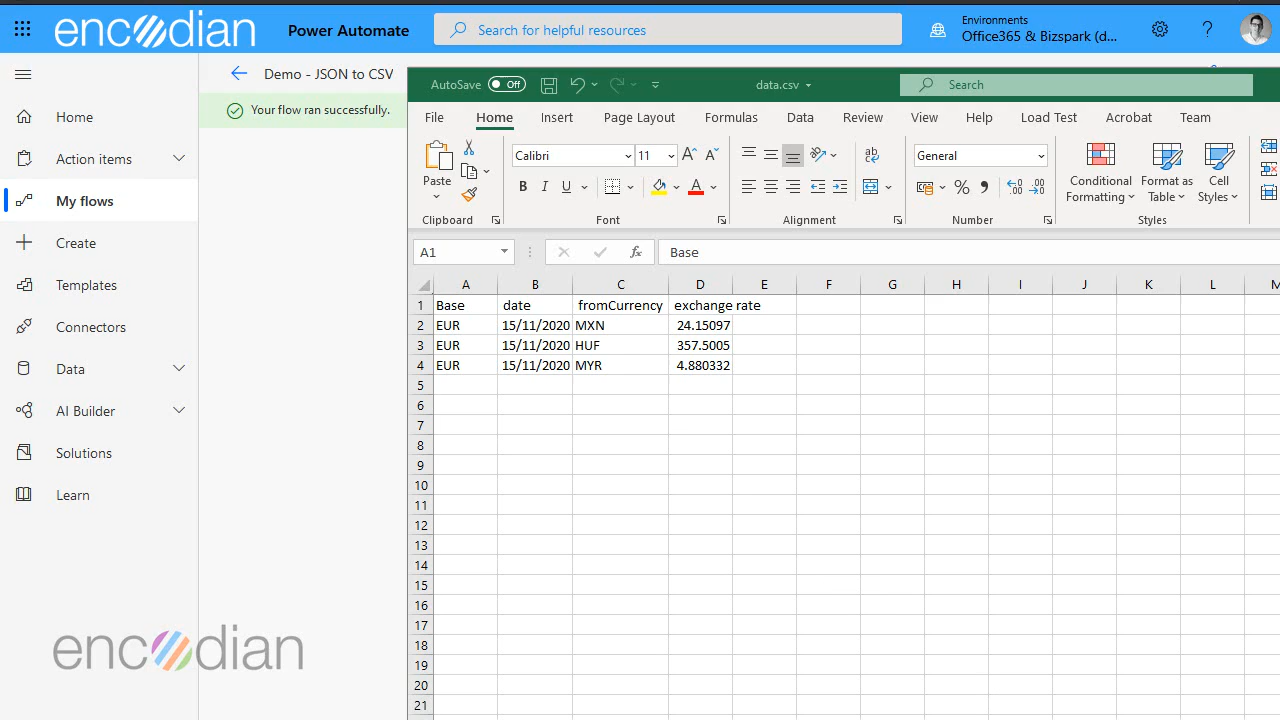 encodian
Power Automate
Search for helpful resources
Environments
Office365 & Bizspark (d...
Demo - JSON to CSV
Your flow ran successfully.
Home
Action items
My flows
Create
Templates
Connectors
Data
AI Builder
Solutions
Learn
encodian
AutoSave Off data.csv Search
File Home Insert Page Layout Formulas Data Review View Help Load Test Acrobat Team
Calibri 11 General
Paste B I U Conditional Formatting Format as Table Cell Styles
Clipboard Font Alignment Number Styles
A1 fx Base
A B C D E F G H I J K L M
1 Base date fromCurrency exchange rate
2 EUR 15/11/2020 MXN 24.15097
3 EUR 15/11/2020 HUF 357.5005
4 EUR 15/11/2020 MYR 4.880332
5
6
7
8
9
10
11
12
13
14
15
16
17
18
19
20
21